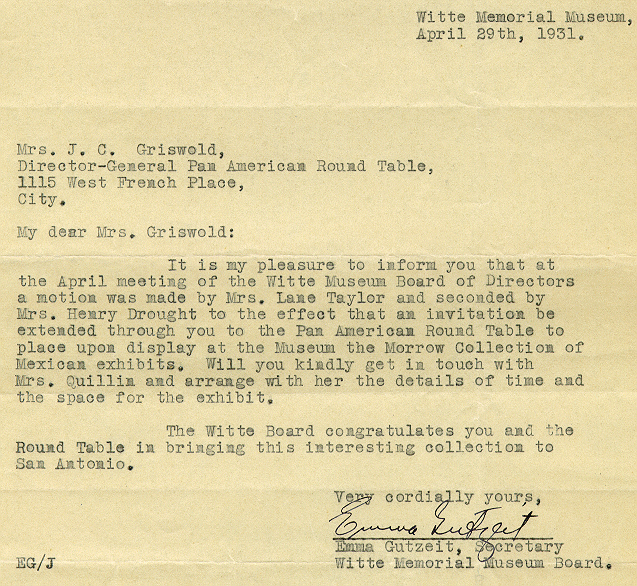 Witte Memorial Museum,
April 29th, 1931.
Mrs. J. C. Griswold,
Director-General Pan American Round Table,
1115 West French Place,
City.
My dear Mrs. Griswold:
It is my pleasure to inform you that at
the April meeting of the Witte Museum Board of Directors
a motion was made by Mrs. Lane Taylor and seconded by
Mrs. Henry Drought to the effect that an invitation be
extended through you to the Pan American Round Table to
place upon display at the Museum the Morrow Collection of
Mexican exhibits. Will you kindly get in touch with
Mrs. Quillin and arrange with her the details of time and
the space for the exhibit.
The Witte Board congratulates you and the
Round Table in bringing this interesting collection to
San Antonio.
Very cordially yours,
Emma Gutzeit
Emma Gutzeit, Secretary
EG/J Witte Memorial Museum Board.